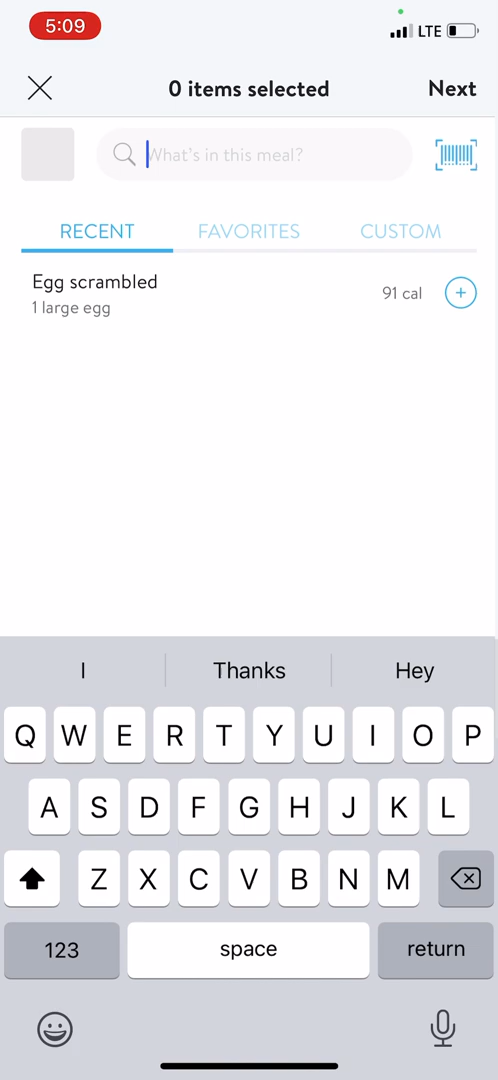 5:09
LTE
0 items selected
Next
What's in this meal?
RECENT
FAVORITES
CUSTOM
Egg scrambled
1 large egg
91 cal
I
Thanks
Hey
Q W E R T Y U I O P
A S D F G H J K L
Z X C V B N M
123
space
return